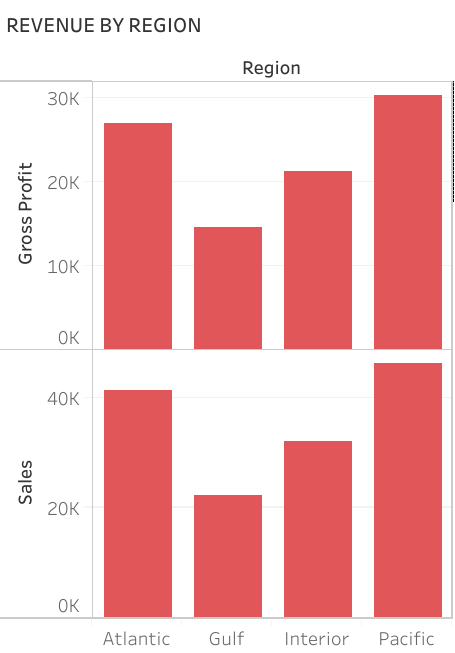 REVENUE BY REGION
Region
Gross Profit
30K
20K
10K
0K
Sales
40K
20K
0K
Atlantic Gulf Interior Pacific